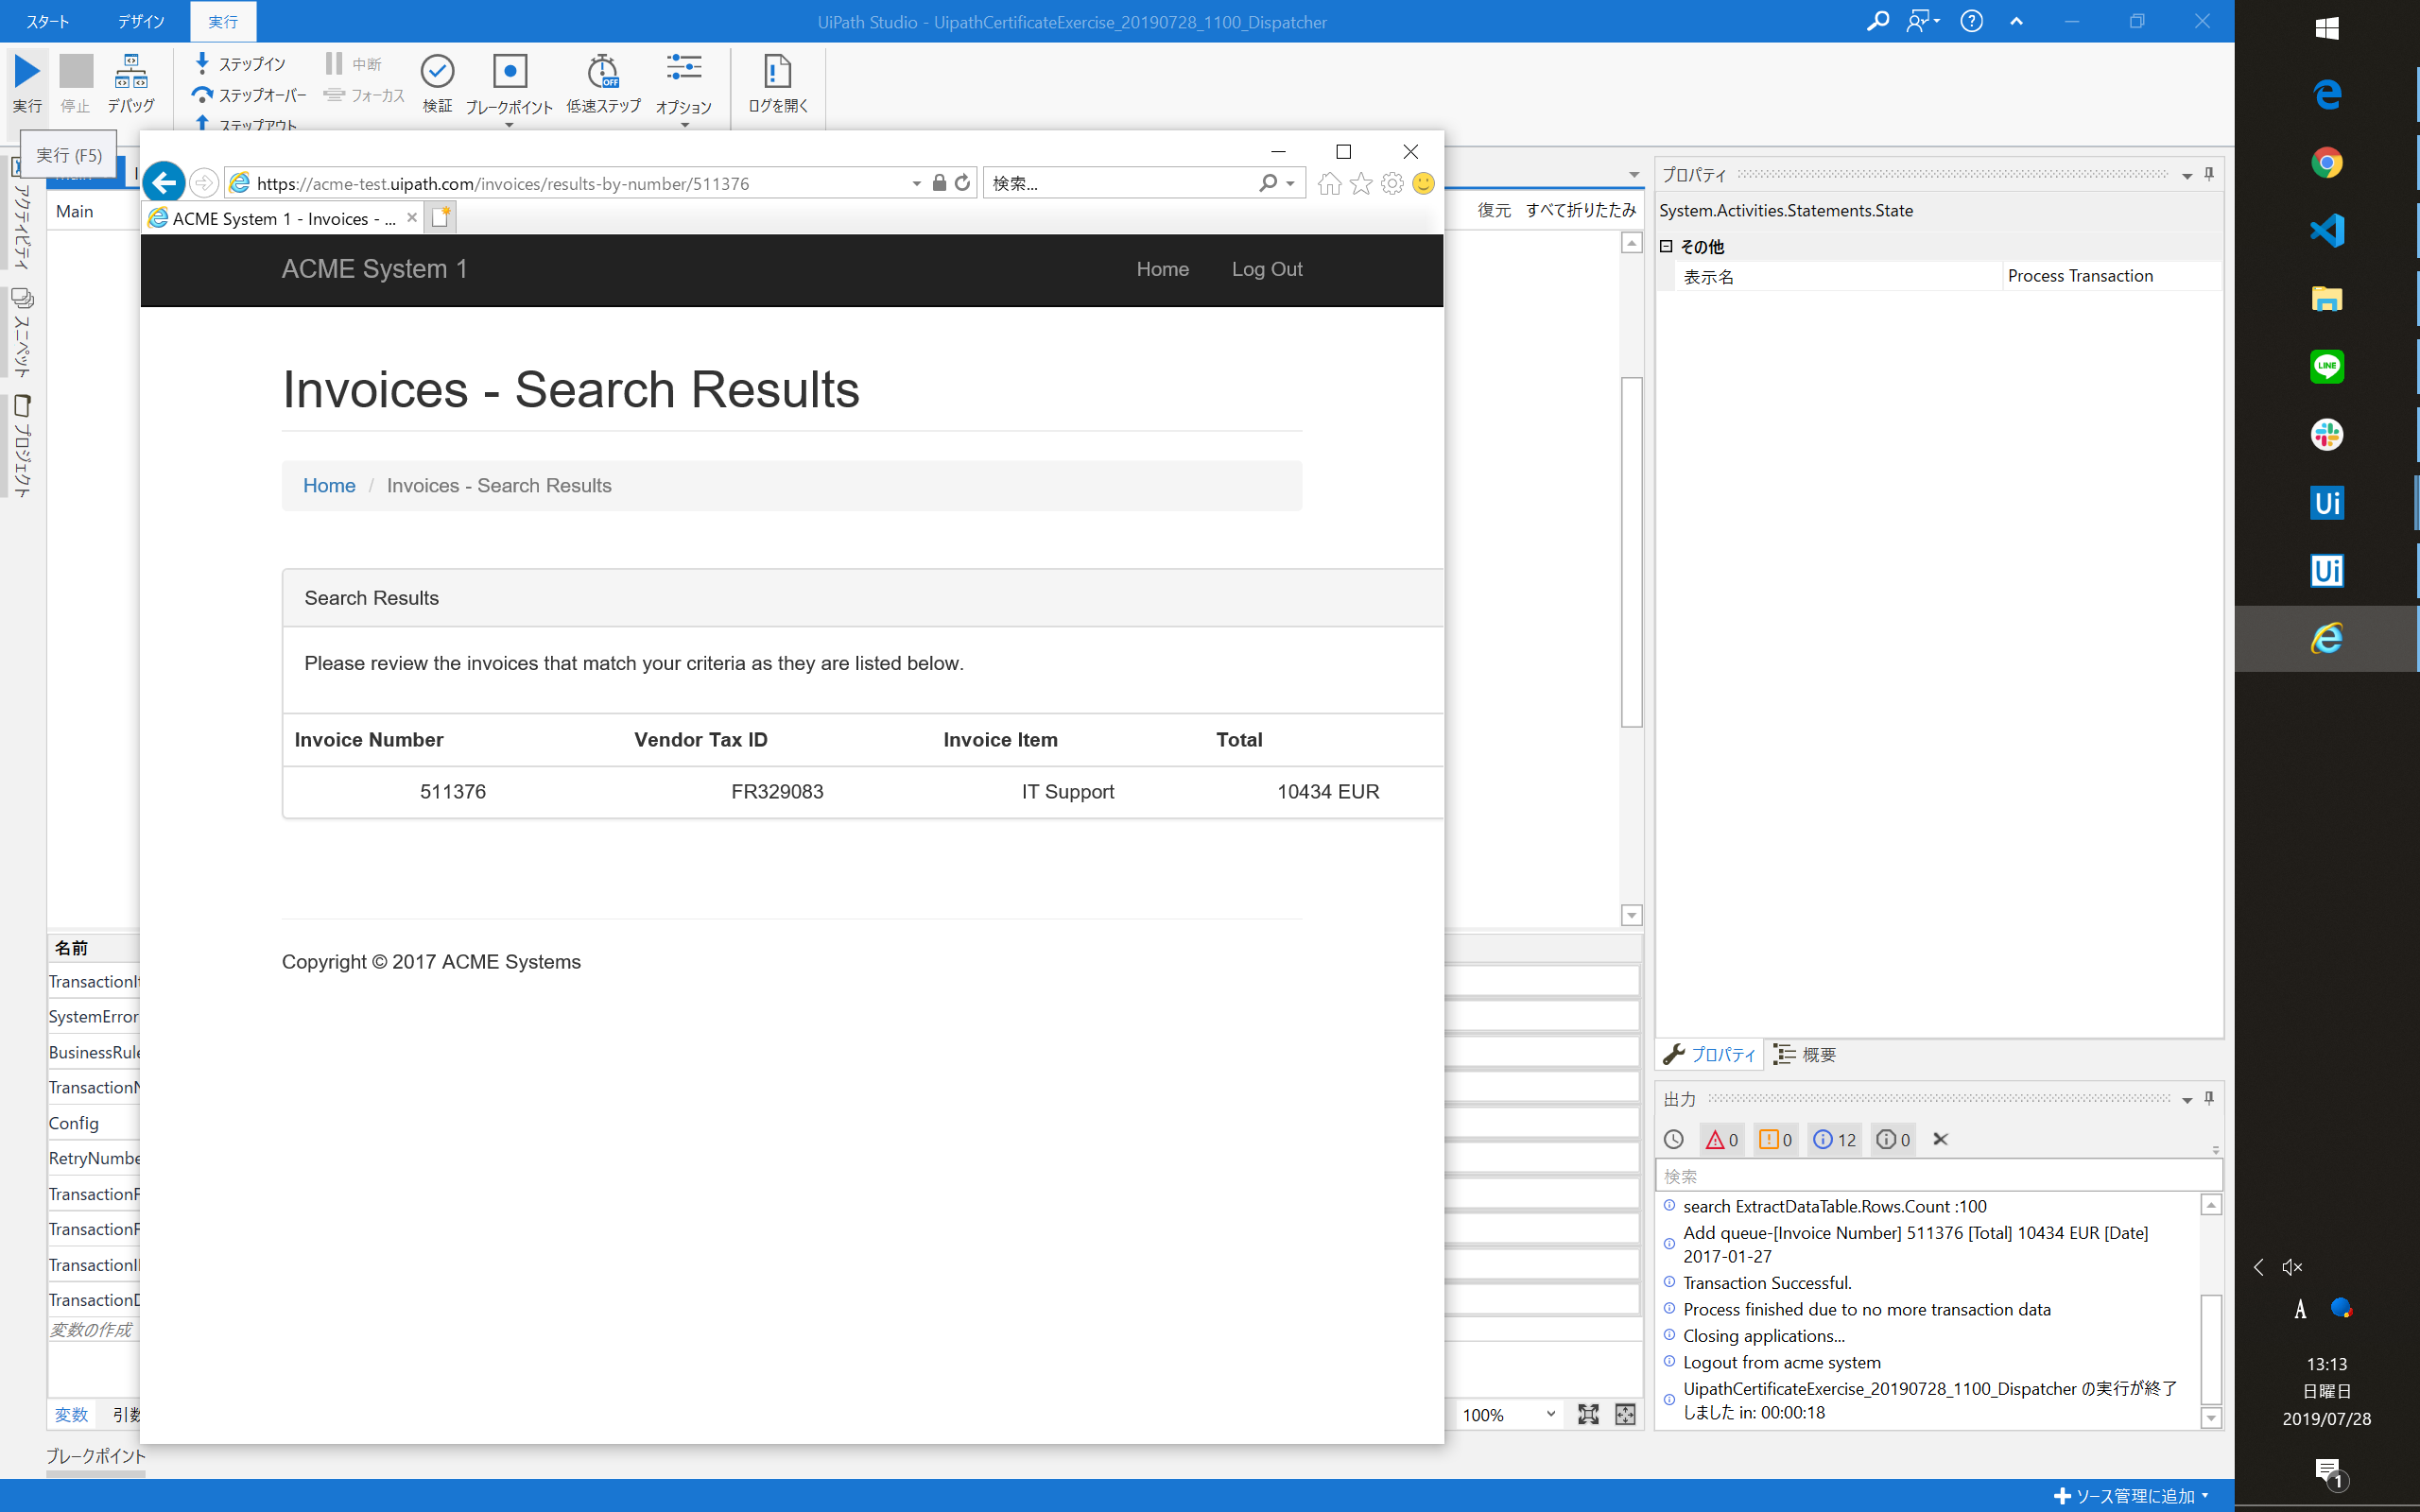 スタート デザイン 実行 UiPath Studio - UipathCertificateExercise_20190728_1100_Dispatcher
実行 停止 デバッグ
ステップイン 中断
ステップオーバー フォーカス
ステップアウト
検証 ブレークポイント 低速ステップ オプション ログを開く
OFF
実行 (F5)
アクティビティ
スニペット
プロジェクト
Main
復元 すべて折りたたみ
https://acme-test.uipath.com/invoices/results-by-number/511376
検索...
ACME System 1 - Invoices - ...
ACME System 1 Home Log Out
Invoices - Search Results
Home / Invoices - Search Results
Search Results
Please review the invoices that match your criteria as they are listed below.
Invoice Number Vendor Tax ID Invoice Item Total
511376 FR329083 IT Support 10434 EUR
Copyright © 2017 ACME Systems
名前
SystemError
Config
変数の作成
変数 引数
100%
ブレークポイント
プロパティ
System.Activities.Statements.State
その他
表示名 Process Transaction
プロパティ 概要
出力
0 0 12 0
検索
search ExtractDataTable.Rows.Count :100
Add queue-[Invoice Number] 511376 [Total] 10434 EUR [Date]
2017-01-27
Transaction Successful.
Process finished due to no more transaction data
Closing applications...
Logout from acme system
UipathCertificateExercise_20190728_1100_Dispatcher の実行が終了
しました in: 00:00:18
ソース管理に追加
LINE
Ui
Ui
A
13:13
日曜日
2019/07/28
1